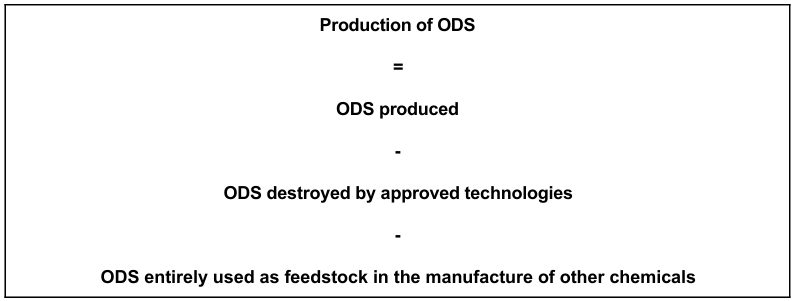 Production of ODS
=
ODS produced
-
ODS destroyed by approved technologies
-
ODS entirely used as feedstock in the manufacture of other chemicals